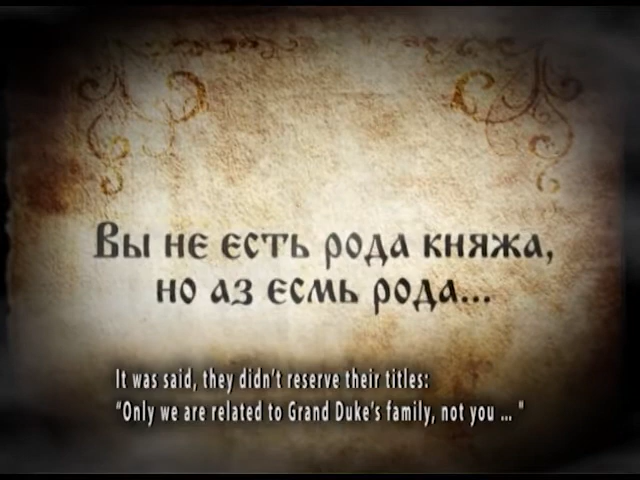 Вы не есть рода княжа,
но аз есмь рода...
It was said, they didn't reserve their titles:
"Only we are related to Grand Duke's family, not you ... "